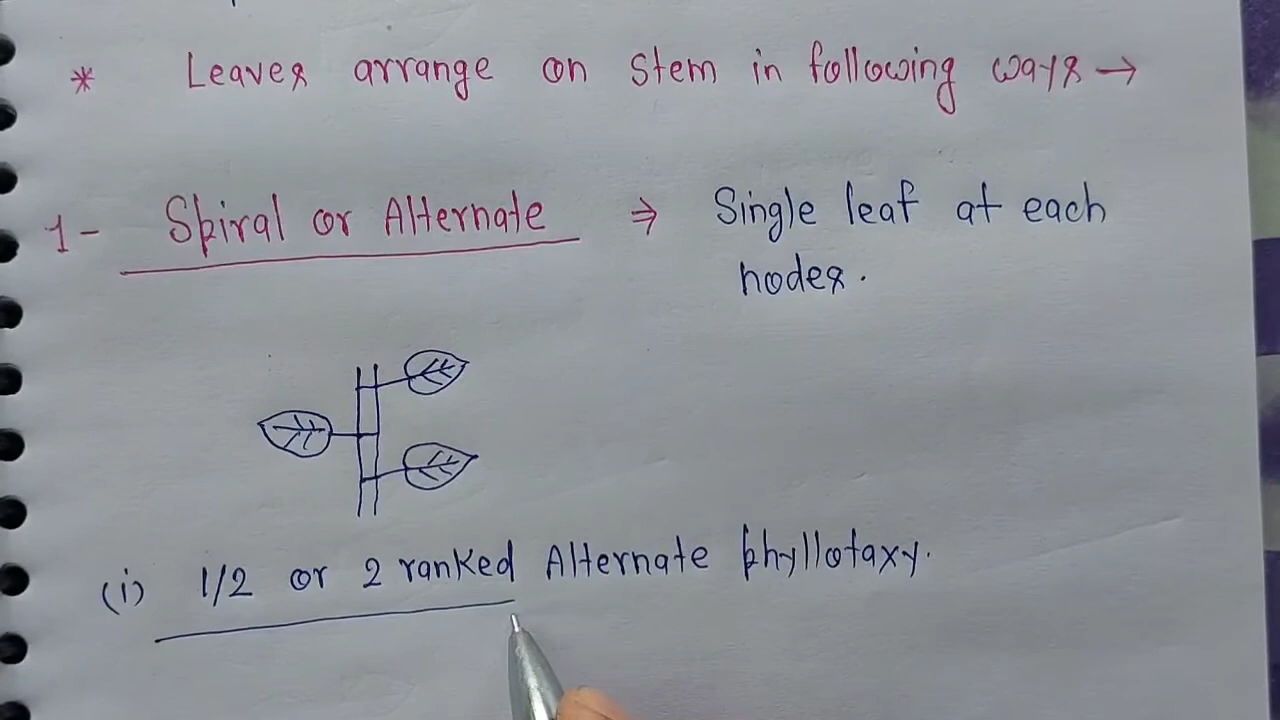 * Leaves arrange on stem in following ways →
1- Spiral or Alternate ⇒ Single leaf at each
nodes.
(i) 1/2 or 2 ranked Alternate phyllotaxy.